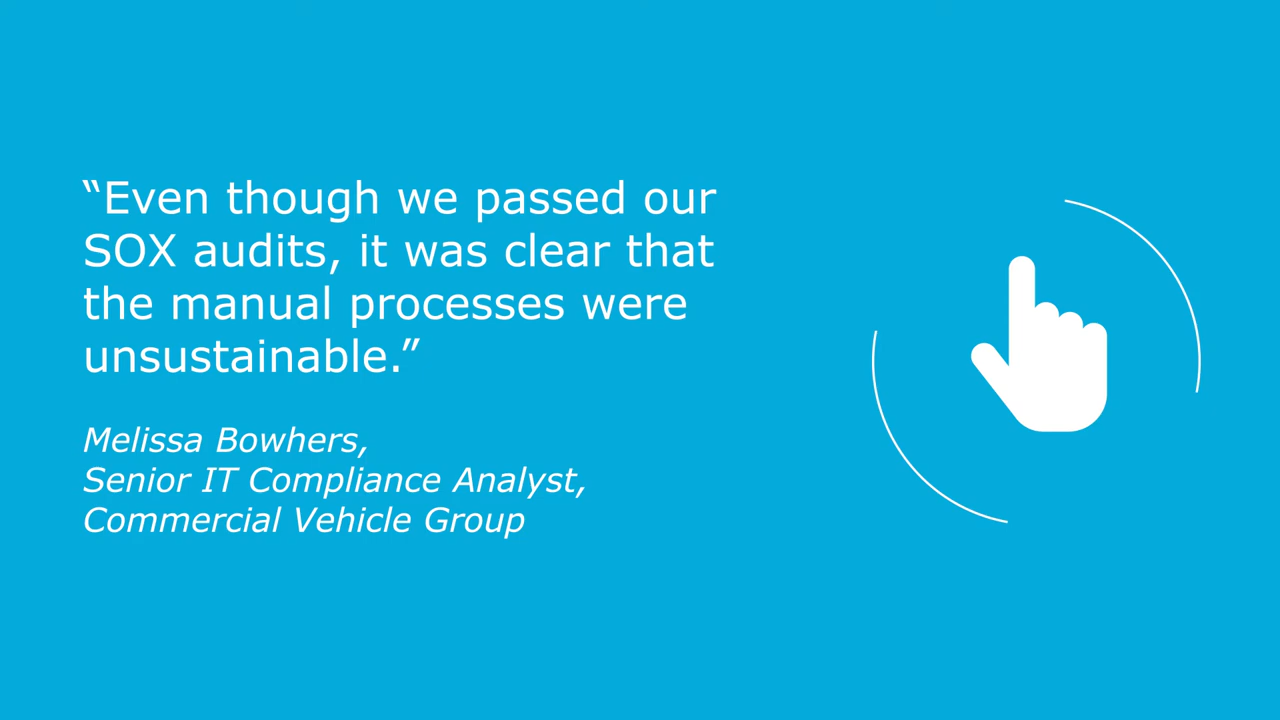 “Even though we passed our
SOX audits, it was clear that
the manual processes were
unsustainable.”
Melissa Bowhers,
Senior IT Compliance Analyst,
Commercial Vehicle Group